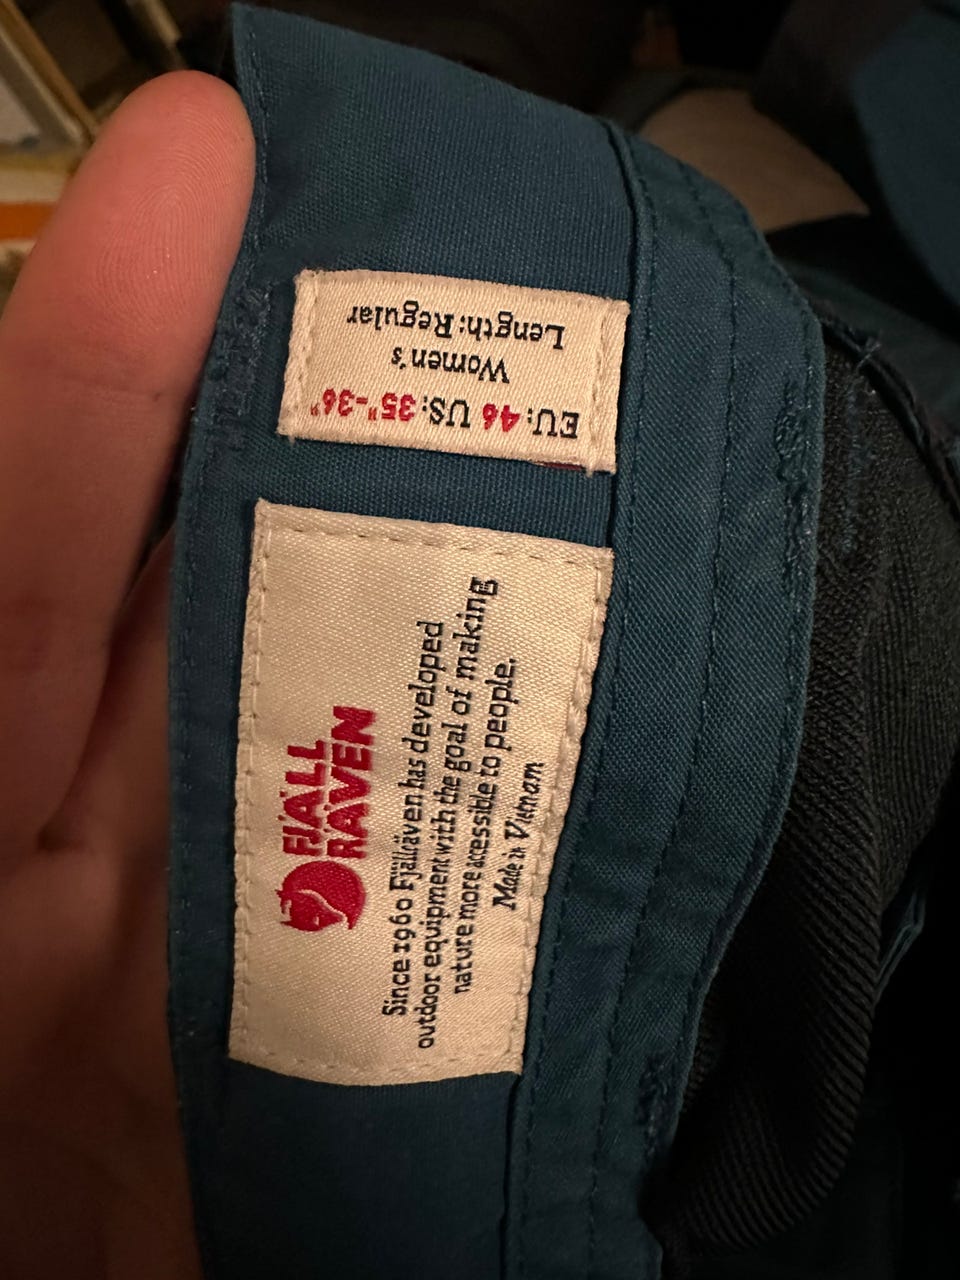 EU: 46 US: 35"-36"
Women's
Length: Regular
FJÄLL
RÄVEN
Since 1960 Fjällräven has developed
outdoor equipment with the goal of making
nature more accessible to people.
Made in Vietnam